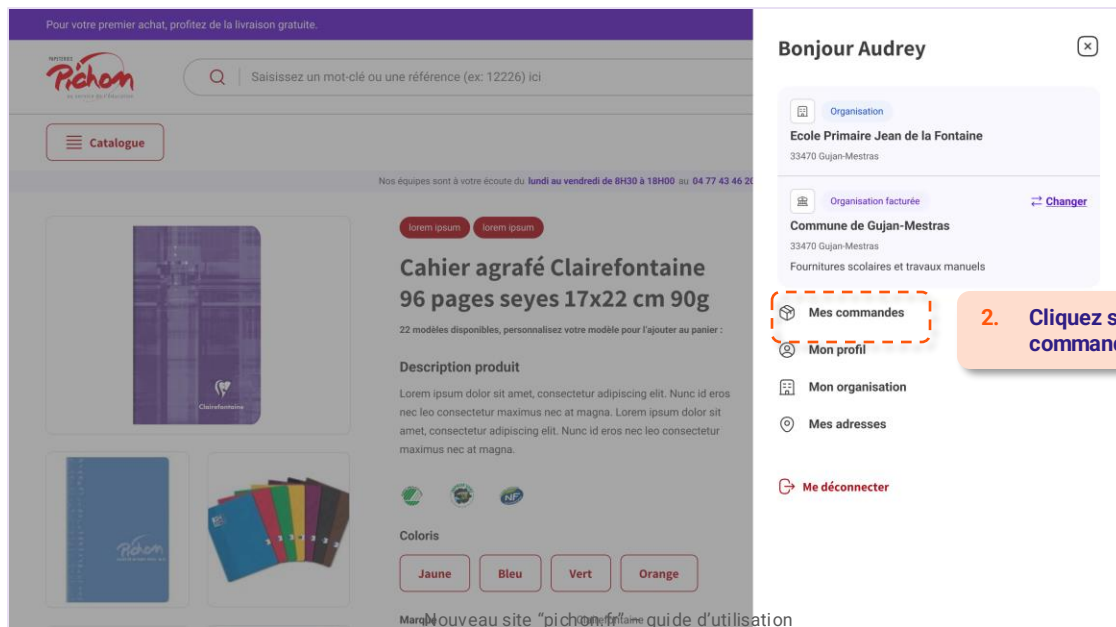 Pour votre premier achat, profitez de la livraison gratuite.
Pichon
Saisissez un mot-clé ou une référence (ex: 12226) ici
Catalogue
Nos équipes sont à votre écoute du lundi au vendredi de 8H30 à 18H00 au 04 77 43 46 20
lorem ipsum lorem ipsum
Cahier agrafé Clairefontaine
96 pages seyes 17x22 cm 90g
22 modèles disponibles, personnalisez votre modèle pour l'ajouter au panier :
Description produit
Lorem ipsum dolor sit amet, consectetur adipiscing elit. Nunc id eros
nec leo consectetur maximus nec at magna. Lorem ipsum dolor sit
amet, consectetur adipiscing elit. Nunc id eros nec leo consectetur
maximus nec at magna.
Clairefontaine
Pichon
NF
Coloris
Jaune Bleu Vert Orange
Marque Clairefontaine
Bonjour Audrey
Organisation
Ecole Primaire Jean de la Fontaine
33470 Gujan-Mestras
Organisation facturée
Changer
Commune de Gujan-Mestras
33470 Gujan-Mestras
Fournitures scolaires et travaux manuels
Mes commandes
Mon profil
Mon organisation
Mes adresses
Me déconnecter
2. Cliquez s
command
Nouveau site “pichon.fr” – guide d’utilisation